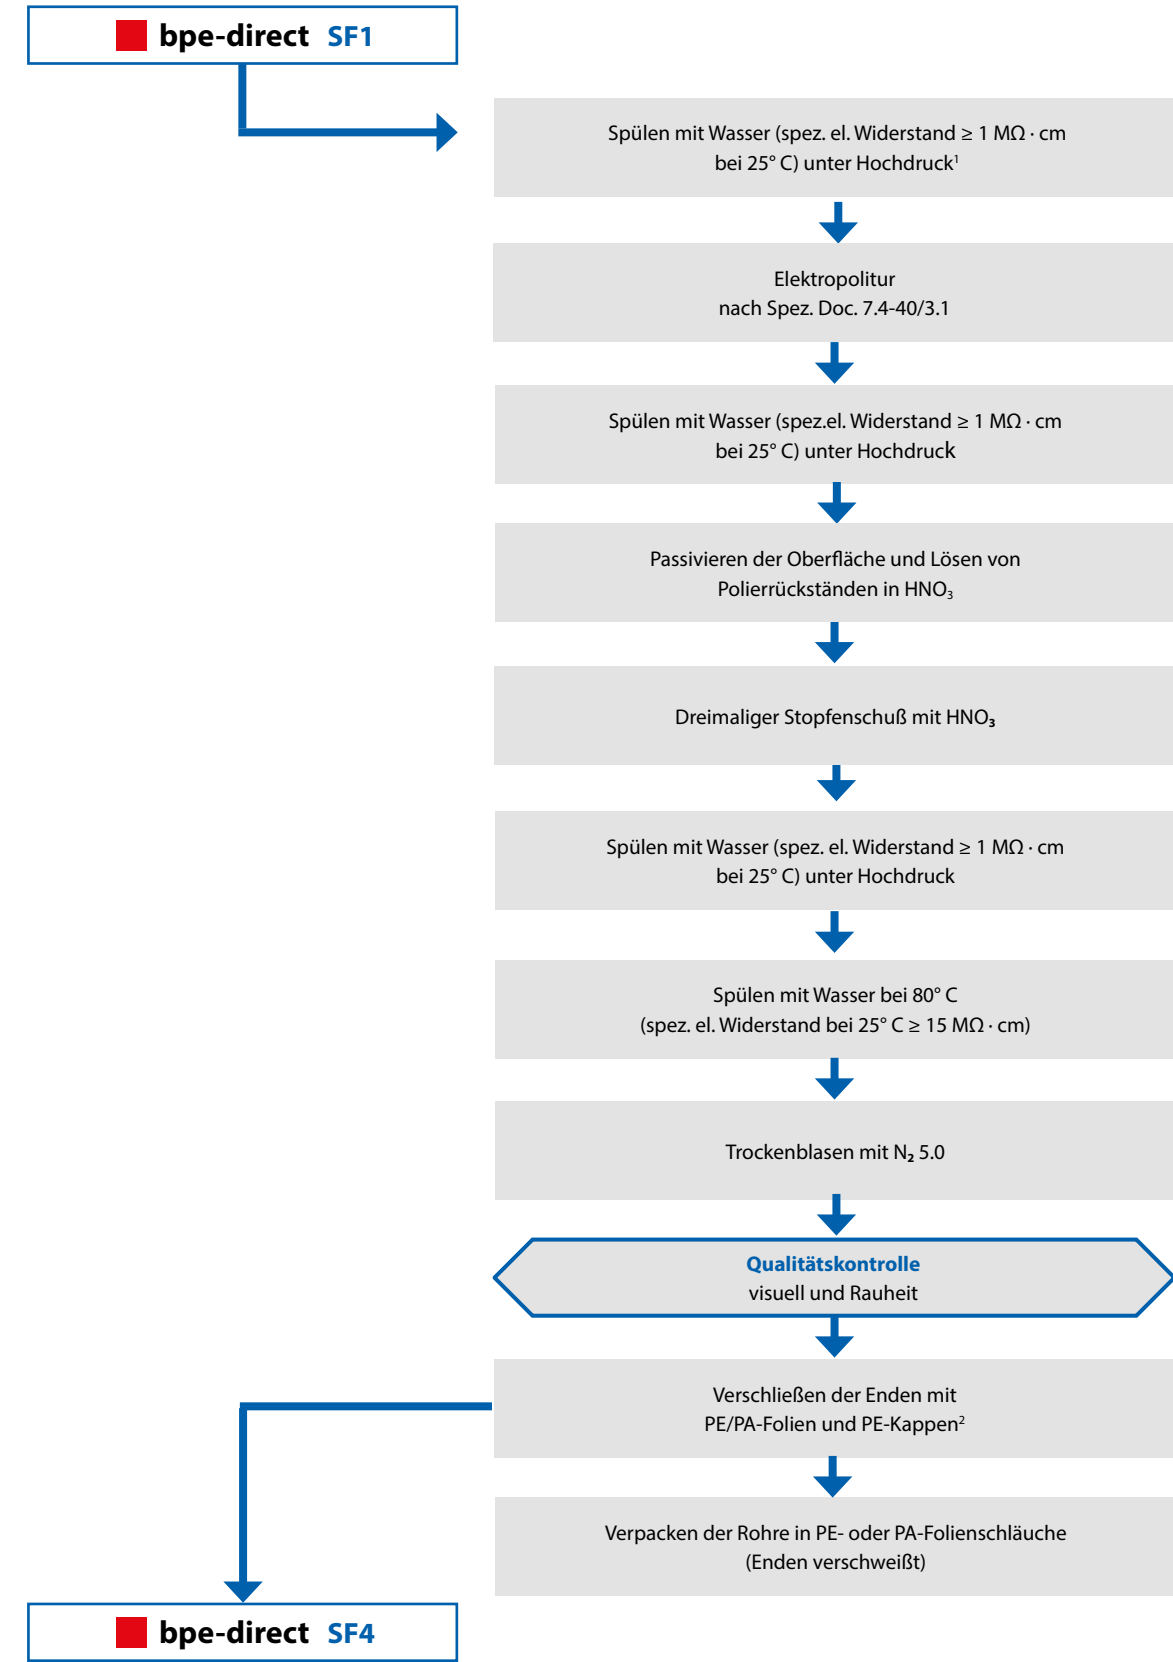 bpe-direct SF1
Spülen mit Wasser (spez. el. Widerstand ≥ 1 MΩ · cm
bei 25° C) unter Hochdruck¹
Elektropolitur
nach Spez. Doc. 7.4-40/3.1
Spülen mit Wasser (spez.el. Widerstand ≥ 1 MΩ · cm
bei 25° C) unter Hochdruck
Passivieren der Oberfläche und Lösen von
Polierrückständen in HNO₃
Dreimaliger Stopfenschuß mit HNO₃
Spülen mit Wasser (spez. el. Widerstand ≥ 1 MΩ · cm
bei 25° C) unter Hochdruck
Spülen mit Wasser bei 80° C
(spez. el. Widerstand bei 25° C ≥ 15 MΩ · cm)
Trockenblasen mit N₂ 5.0
Qualitätskontrolle
visuell und Rauheit
Verschließen der Enden mit
PE/PA-Folien und PE-Kappen²
Verpacken der Rohre in PE- oder PA-Folienschläuche
(Enden verschweißt)
bpe-direct SF4